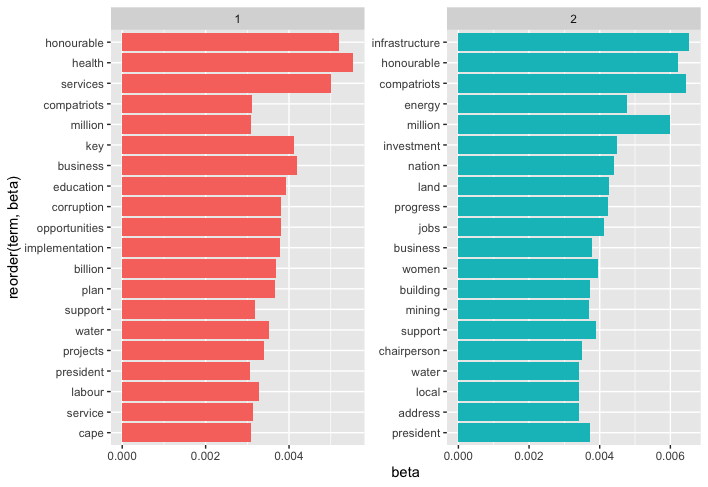 1
honourable
health
services
compatriots
million
key
business
education
corruption
opportunities
implementation
billion
plan
support
water
projects
president
labour
service
cape
0.000 0.002 0.004
2
infrastructure
honourable
compatriots
energy
million
investment
nation
land
progress
jobs
business
women
building
mining
support
chairperson
water
local
address
president
0.000 0.002 0.004 0.006
reorder(term, beta)
beta